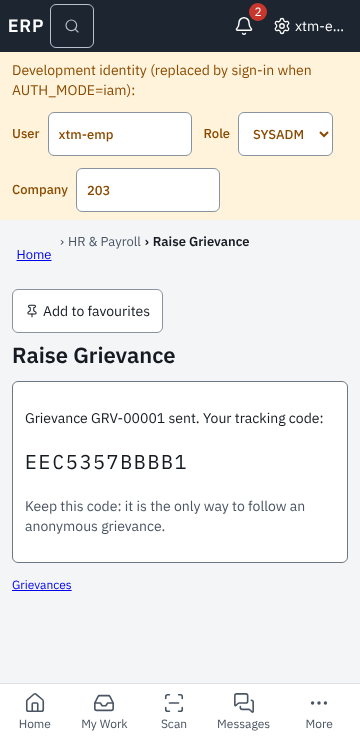 ERP
2
xtm-e...
Development identity (replaced by sign-in when
AUTH_MODE=iam):
User xtm-emp Role SYSADM
Company 203
Home › HR & Payroll › Raise Grievance
Add to favourites
Raise Grievance
Grievance GRV-00001 sent. Your tracking code:
EEC5357BBBB1
Keep this code: it is the only way to follow an
anonymous grievance.
Grievances
Home My Work Scan Messages More